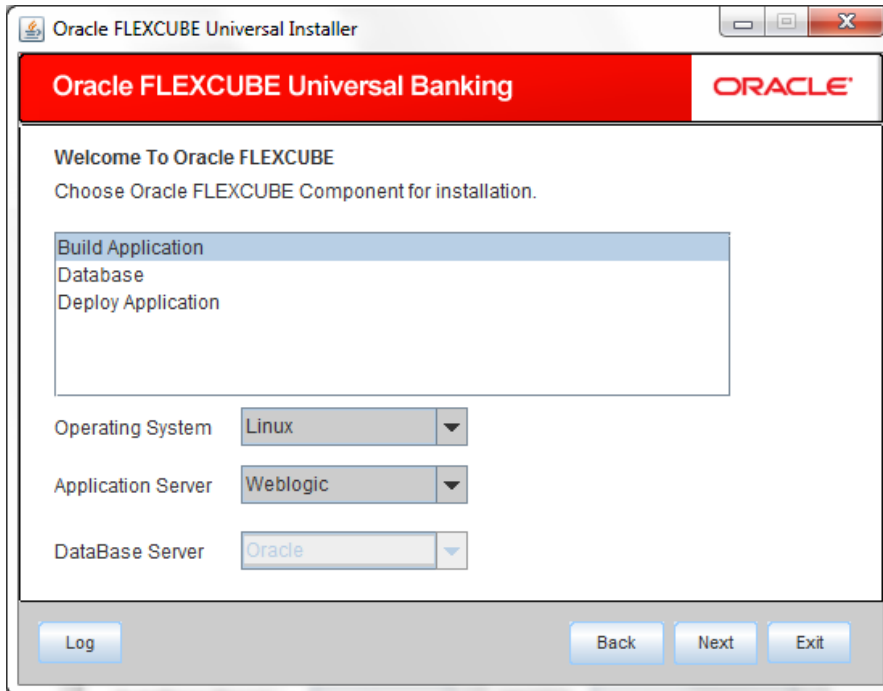 Oracle FLEXCUBE Universal Installer
Oracle FLEXCUBE Universal Banking
ORACLE
Welcome To Oracle FLEXCUBE
Choose Oracle FLEXCUBE Component for installation.
Build Application
Database
Deploy Application
Operating System Linux
Application Server Weblogic
DataBase Server Oracle
Log Back Next Exit